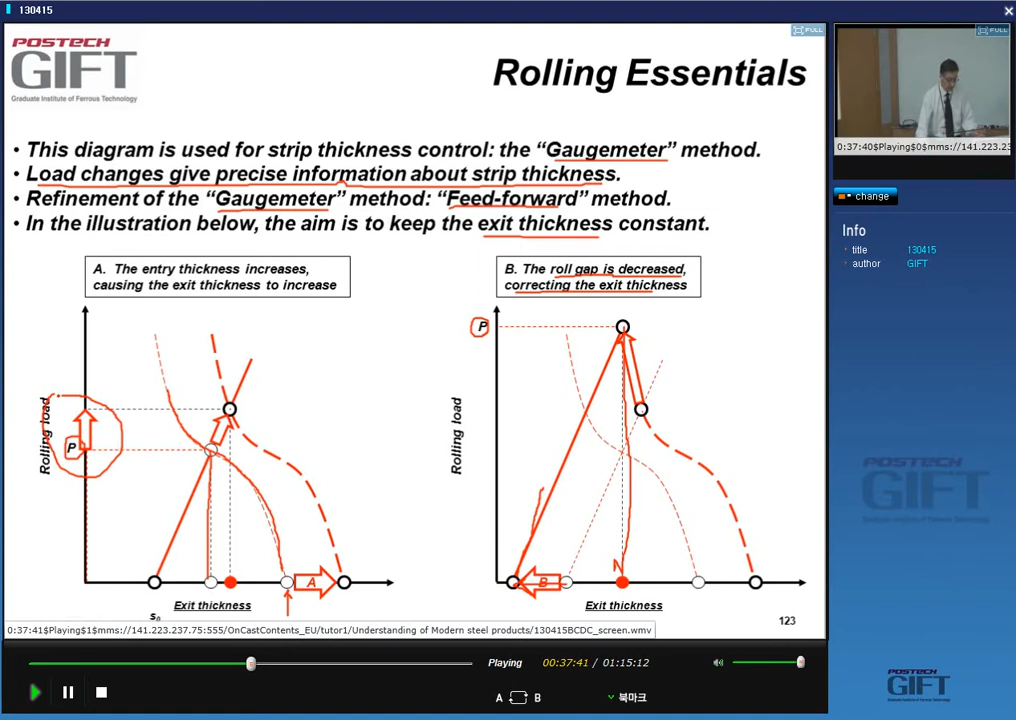 130415
POSTECH
GIFT
Graduate Institute of Ferrous Technology
Rolling Essentials
FULL
FULL
• This diagram is used for strip thickness control: the “Gaugemeter” method.
• Load changes give precise information about strip thickness.
• Refinement of the “Gaugemeter” method: “Feed-forward” method.
• In the illustration below, the aim is to keep the exit thickness constant.
A. The entry thickness increases,
causing the exit thickness to increase
B. The roll gap is decreased,
correcting the exit thickness
Rolling load
P
A
Exit thickness
s₀
Rolling load
P
B
Exit thickness
123
0:37:40$Playing$0$mms://141.223.23
change
Info
title 130415
author GIFT
0:37:41$Playing$1$mms://141.223.237.75:555/OnCastContents_EU/tutor1/Understanding of Modern steel products/130415BCDC_screen.wmv
Playing 00:37:41 / 01:15:12
A B 북마크
POSTECH
GIFT
POSTECH
GIFT